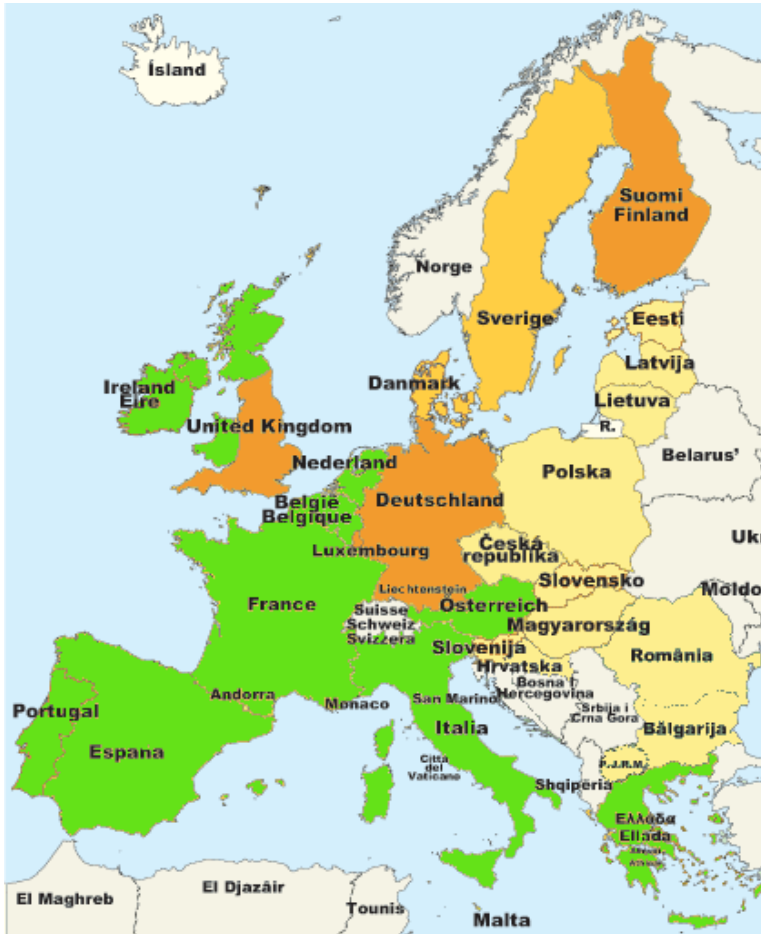 Ísland
Suomi
Finland
Norge
Sverige
Eesti
Latvija
Danmark
Ireland
Eire
Lietuva
United Kingdom
R.
Belarus’
Nederland
Polska
België
Belgique
Deutschland
Ukr
Luxembourg
Česká
republika
Slovensko
Liechtenstein
Moldo
France
Suisse
Schweiz
Svizzera
Österreich
Magyarország
Slovenija
România
Hrvatska
Andorra
Monaco
San Marino
Bosna i
Hercegovina
Portugal
Srbija i
Crna Gora
Italia
Bălgarija
Espana
Città
del
Vaticano
P.J.R.M.
Shqipëria
Ελλάδα
Ellada
El Maghreb
El Djazâir
Tounis
Malta